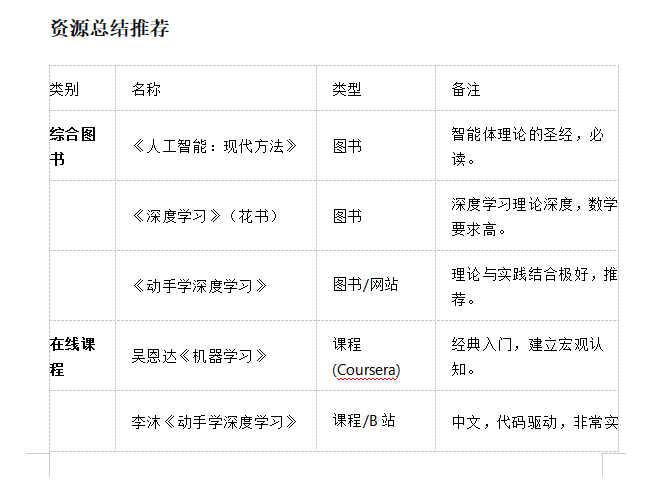 资源总结推荐
类别 名称 类型 备注
综合图书 《人工智能：现代方法》 图书 智能体理论的圣经，必读。
《深度学习》（花书） 图书 深度学习理论深度，数学要求高。
《动手学深度学习》 图书/网站 理论与实践结合极好，推荐。
在线课程 吴恩达《机器学习》 课程 (Coursera) 经典入门，建立宏观认知。
李沐《动手学深度学习》 课程/B 站 中文，代码驱动，非常实